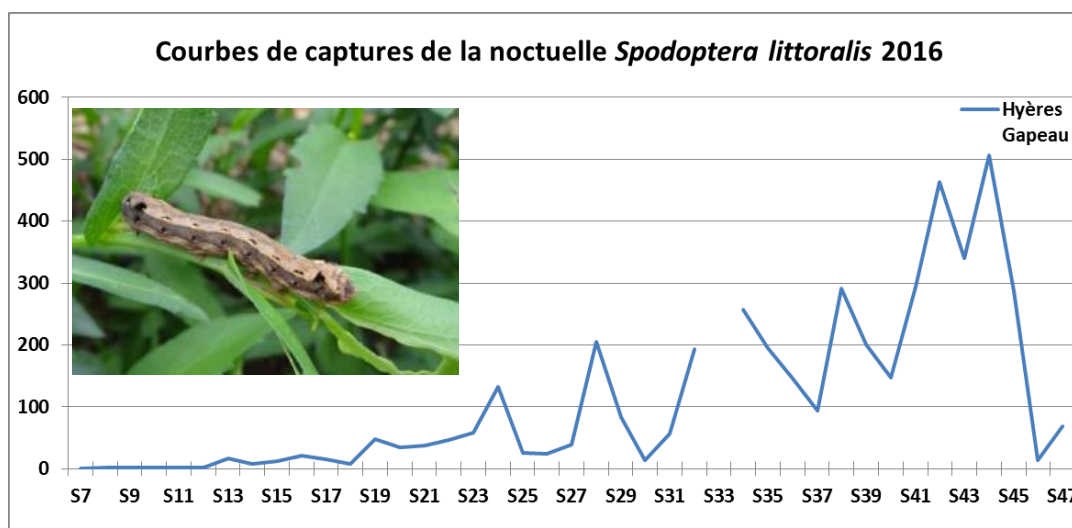 Courbes de captures de la noctuelle Spodoptera littoralis 2016
600
500
400
300
200
100
0
Hyères
Gapeau
S7 S9 S11 S13 S15 S17 S19 S21 S23 S25 S27 S29 S31 S33 S35 S37 S39 S41 S43 S45 S47